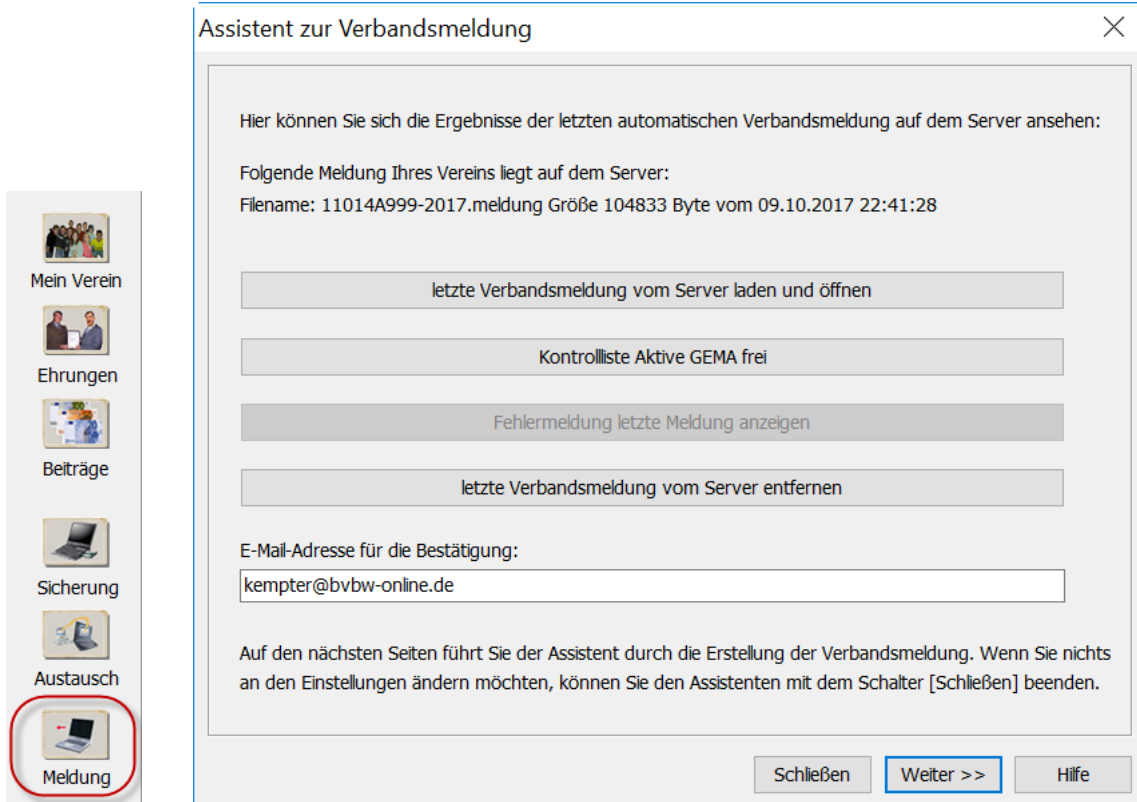 Assistent zur Verbandsmeldung
Hier können Sie sich die Ergebnisse der letzten automatischen Verbandsmeldung auf dem Server ansehen:
Folgende Meldung Ihres Vereins liegt auf dem Server:
Filename: 11014A999-2017.meldung Größe 104833 Byte vom 09.10.2017 22:41:28
letzte Verbandsmeldung vom Server laden und öffnen
Kontrollliste Aktive GEMA frei
Fehlermeldung letzte Meldung anzeigen
letzte Verbandsmeldung vom Server entfernen
E-Mail-Adresse für die Bestätigung:
kempter@bvbw-online.de
Auf den nächsten Seiten führt Sie der Assistent durch die Erstellung der Verbandsmeldung. Wenn Sie nichts
an den Einstellungen ändern möchten, können Sie den Assistenten mit dem Schalter [Schließen] beenden.
Schließen
Weiter >>
Hilfe
Mein Verein
Ehrungen
Beiträge
Sicherung
Austausch
Meldung